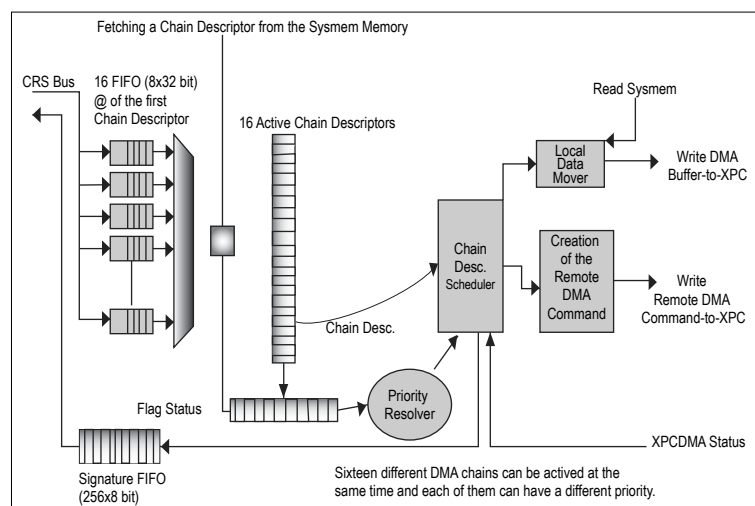 Fetching a Chain Descriptor from the Sysmem Memory
CRS Bus
16 FIFO (8x32 bit)
@ of the first
Chain Descriptor
16 Active Chain Descriptors
Read Sysmem
Local
Data
Mover
Write DMA
Buffer-to-XPC
Chain
Desc.
Scheduler
Creation
of the
Remote
DMA
Command
Write
Remote DMA
Command-to-XPC
Chain Desc.
Priority
Resolver
Flag Status
XPCDMA Status
Signature FIFO
(256x8 bit)
Sixteen different DMA chains can be actived at the
same time and each of them can have a different priority.